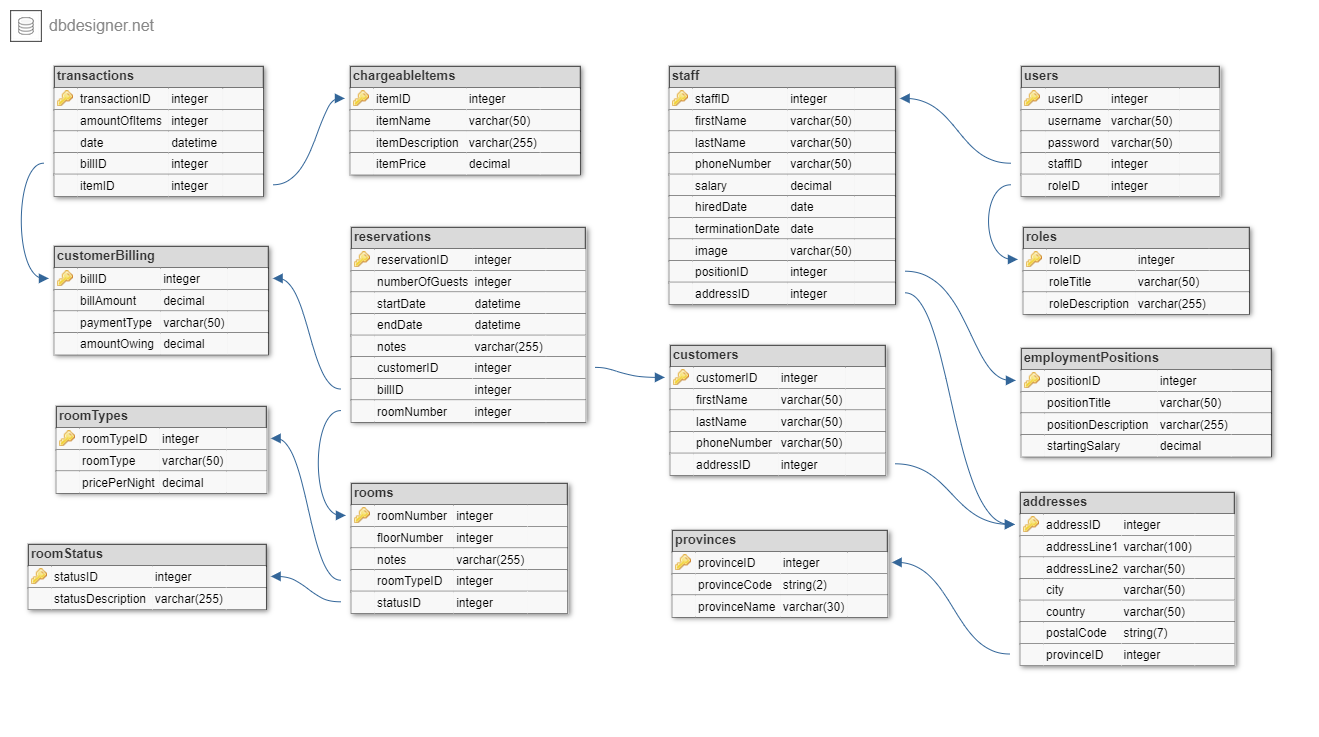 dbdesigner.net
transactions
transactionID integer
amountOfItems integer
date datetime
billID integer
itemID integer
chargeableItems
itemID integer
itemName varchar(50)
itemDescription varchar(255)
itemPrice decimal
staff
staffID integer
firstName varchar(50)
lastName varchar(50)
phoneNumber varchar(50)
salary decimal
hiredDate date
terminationDate date
image varchar(50)
positionID integer
addressID integer
users
userID integer
username varchar(50)
password varchar(50)
staffID integer
roleID integer
customerBilling
billID integer
billAmount decimal
paymentType varchar(50)
amountOwing decimal
reservations
reservationID integer
numberOfGuests integer
startDate datetime
endDate datetime
notes varchar(255)
customerID integer
billID integer
roomNumber integer
roles
roleID integer
roleTitle varchar(50)
roleDescription varchar(255)
customers
customerID integer
firstName varchar(50)
lastName varchar(50)
phoneNumber varchar(50)
addressID integer
employmentPositions
positionID integer
positionTitle varchar(50)
positionDescription varchar(255)
startingSalary decimal
roomTypes
roomTypeID integer
roomType varchar(50)
pricePerNight decimal
rooms
roomNumber integer
floorNumber integer
notes varchar(255)
roomTypeID integer
statusID integer
roomStatus
statusID integer
statusDescription varchar(255)
provinces
provinceID integer
provinceCode string(2)
provinceName varchar(30)
addresses
addressID integer
addressLine1 varchar(100)
addressLine2 varchar(50)
city varchar(50)
country varchar(50)
postalCode string(7)
provinceID integer